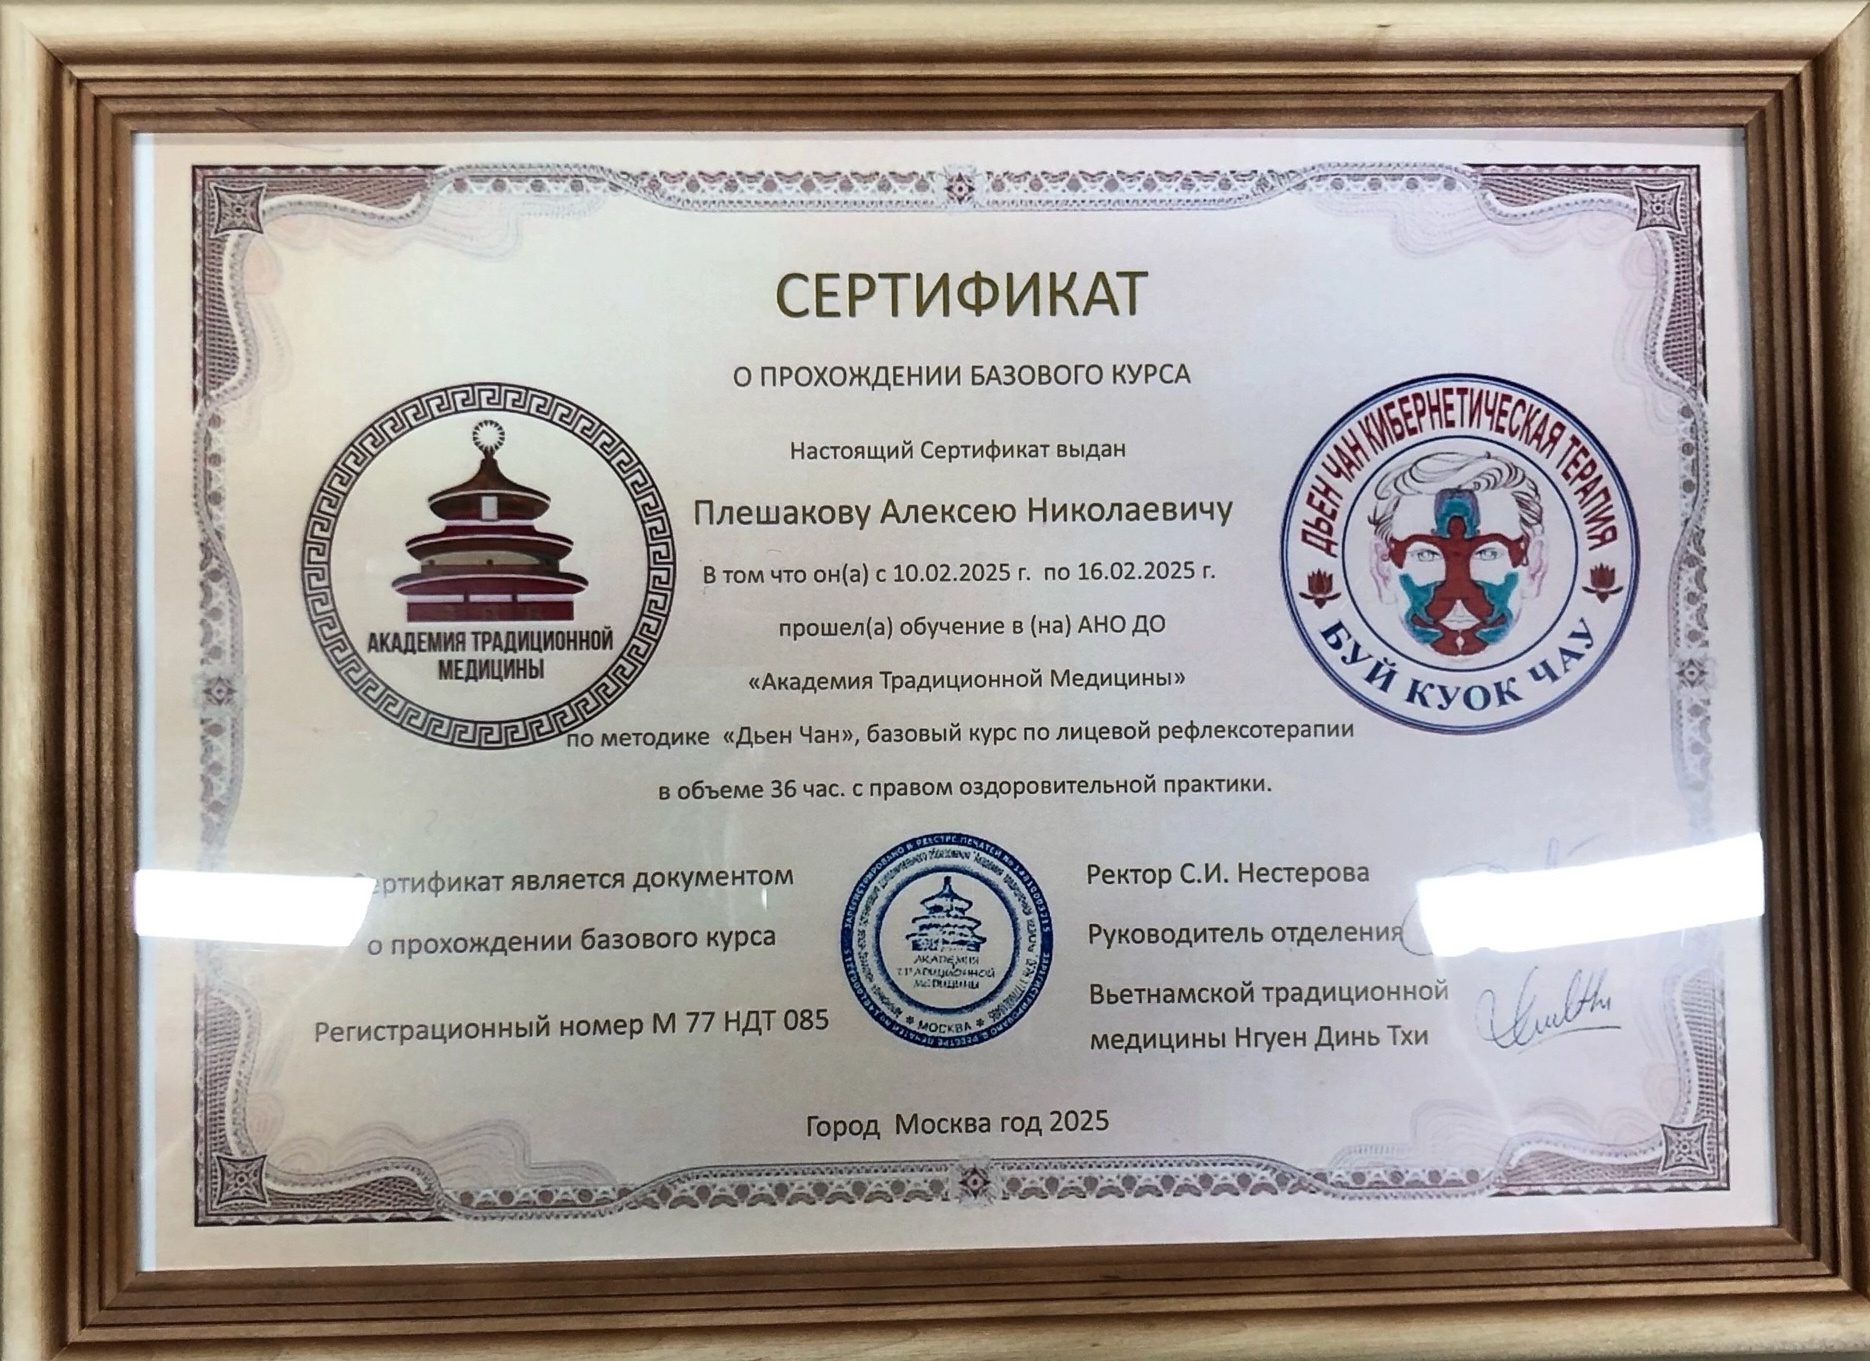 СЕРТИФИКАТ
О ПРОХОЖДЕНИИ БАЗОВОГО КУРСА
Настоящий Сертификат выдан
Плешакову Алексею Николаевичу
В том что он(а) с 10.02.2025 г. по 16.02.2025 г.
прошел(а) обучение в (на) АНО ДО
«Академия Традиционной Медицины»
по методике «Дьен Чан», базовый курс по лицевой рефлексотерапии
в объеме 36 час. с правом оздоровительной практики.
АКАДЕМИЯ ТРАДИЦИОННОЙ
МЕДИЦИНЫ
ДЬЕН ЧАН КИБЕРНЕТИЧЕСКАЯ ТЕРАПИЯ
БУЙ КУОК ЧАУ
Сертификат является документом
о прохождении базового курса
Регистрационный номер М 77 НДТ 085
АКАДЕМИЯ
ТРАДИЦИОННОЙ
МЕДИЦИНЫ
МОСКВА
Ректор С.И. Нестерова
Руководитель отделения
Вьетнамской традиционной
медицины Нгуен Динь Тхи
Город Москва год 2025